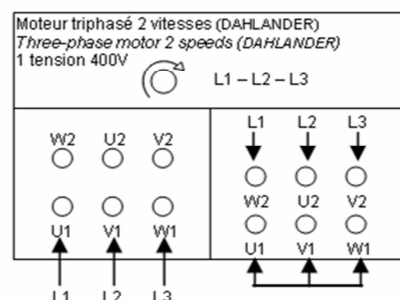 Moteur triphasé 2 vitesses (DAHLANDER)
Three-phase motor 2 speeds (DAHLANDER)
1 tension 400V
L1 – L2 – L3
W2 U2 V2
U1 V1 W1
L1 L2 L3
L1 L2 L3
W2 U2 V2
U1 V1 W1